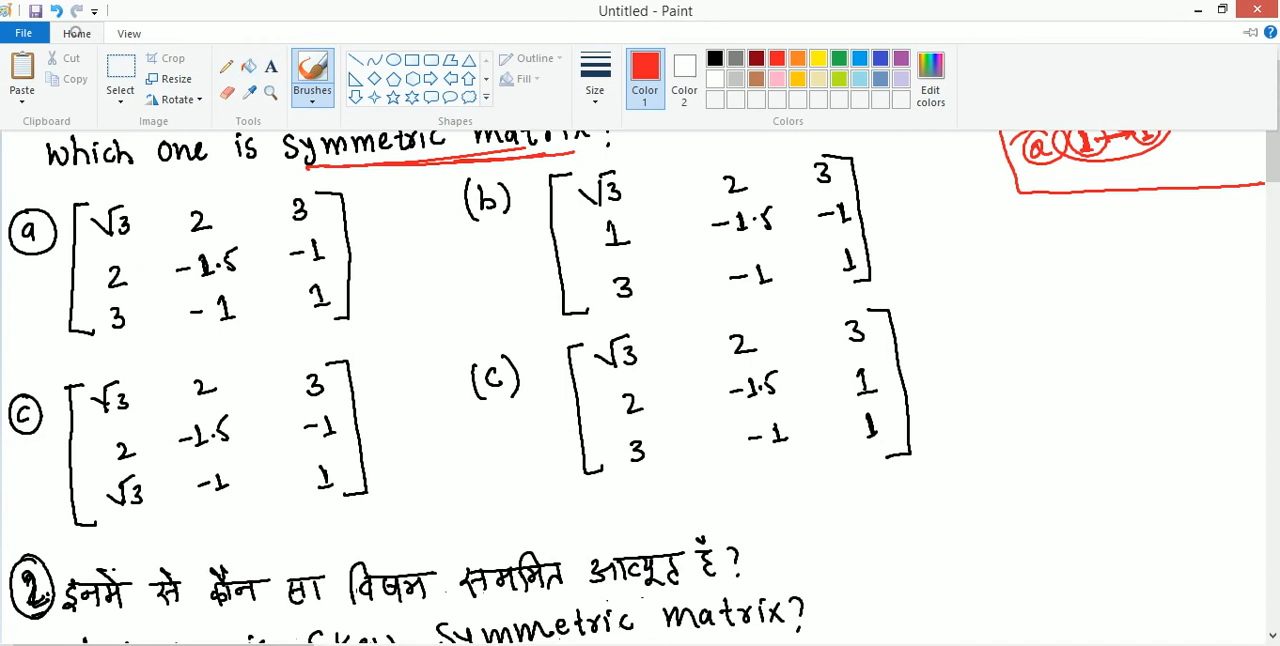 Untitled - Paint
File Home View
Paste Cut Copy Clipboard
Select Crop Resize Rotate Image
A Tools
Brushes
Outline Fill Shapes
Size
Color 1 Color 2 Edit colors Colors
which one is symmetric matrix?
a 1
(a) √3 2 3
2 -1.5 -1
3 -1 1
(b) √3 2 3
1 -1.5 -1
3 -1 1
(c) √3 2 3
2 -1.5 -1
√3 -1 1
(c) √3 2 3
2 -1.5 1
3 -1 1
2. इनमें से कौन सा विषम सममित आव्यूह है?
is Skew Symmetric matrix?